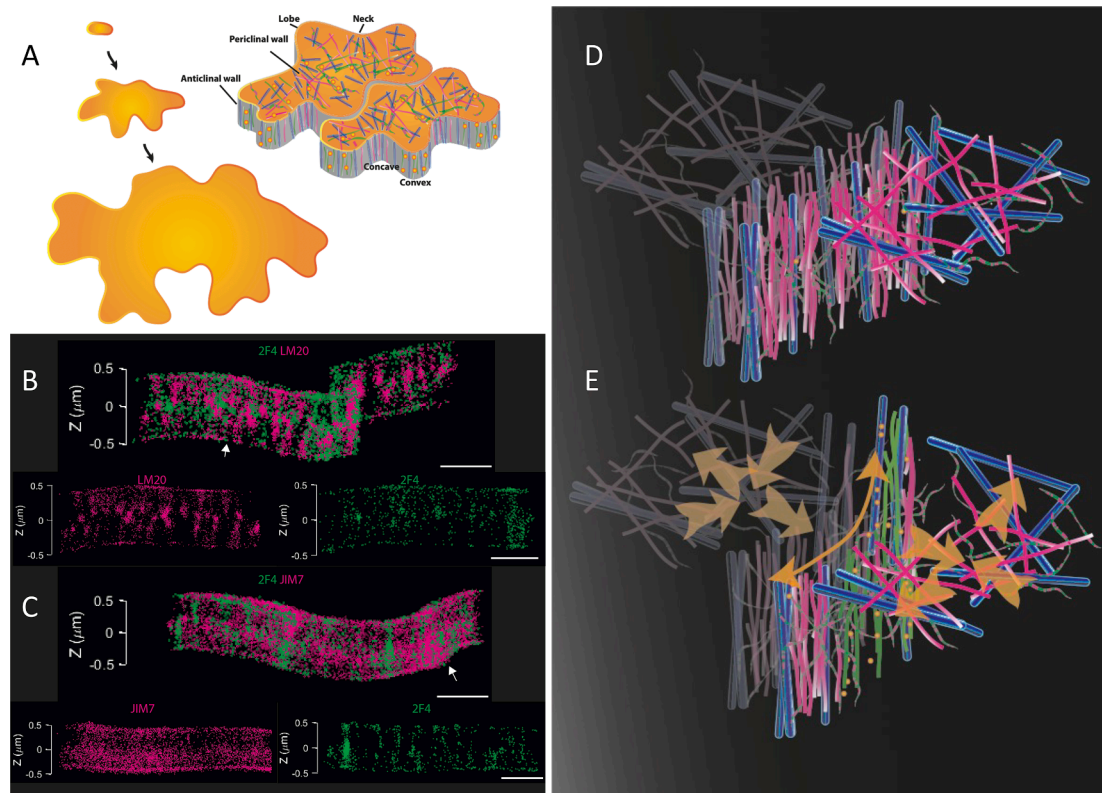 A
Lobe
Neck
Periclinal wall
Anticlinal wall
Concave
Convex
B
2F4 LM20
0.5
0
-0.5
Z (μm)
LM20
0.5
0
-0.5
Z (μm)
2F4
0.5
0
-0.5
Z (μm)
C
2F4 JIM7
0.5
0
-0.5
Z (μm)
JIM7
0.5
0
-0.5
Z (μm)
2F4
0.5
0
-0.5
Z (μm)
D
E